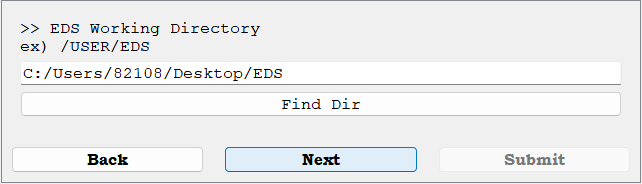 >> EDS Working Directory
ex) /USER/EDS
C:/Users/82108/Desktop/EDS
Find Dir
Back Next Submit